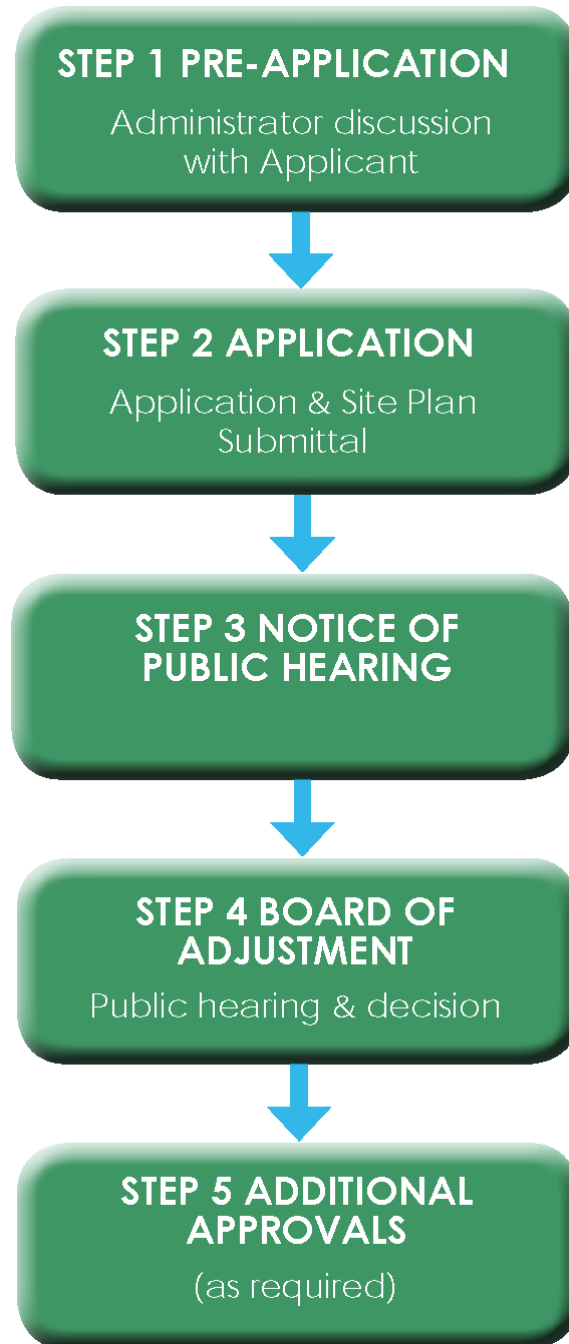 STEP 1 PRE-APPLICATION
Administrator discussion
with Applicant
STEP 2 APPLICATION
Application & Site Plan
Submittal
STEP 3 NOTICE OF
PUBLIC HEARING
STEP 4 BOARD OF
ADJUSTMENT
Public hearing & decision
STEP 5 ADDITIONAL
APPROVALS
(as required)